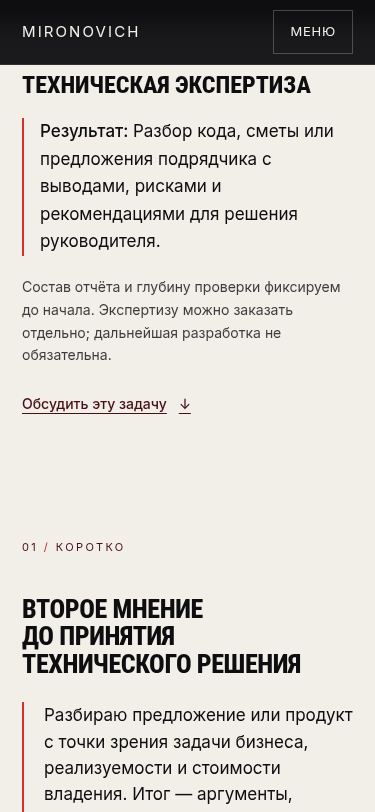 MIRONOVICH
МЕНЮ
ТЕХНИЧЕСКАЯ ЭКСПЕРТИЗА
Результат: Разбор кода, сметы или
предложения подрядчика с
выводами, рисками и
рекомендациями для решения
руководителя.
Состав отчёта и глубину проверки фиксируем
до начала. Экспертизу можно заказать
отдельно; дальнейшая разработка не
обязательна.
Обсудить эту задачу ↓
01 / КОРОТКО
ВТОРОЕ МНЕНИЕ
ДО ПРИНЯТИЯ
ТЕХНИЧЕСКОГО РЕШЕНИЯ
Разбираю предложение или продукт
с точки зрения задачи бизнеса,
реализуемости и стоимости
владения. Итог — аргументы,